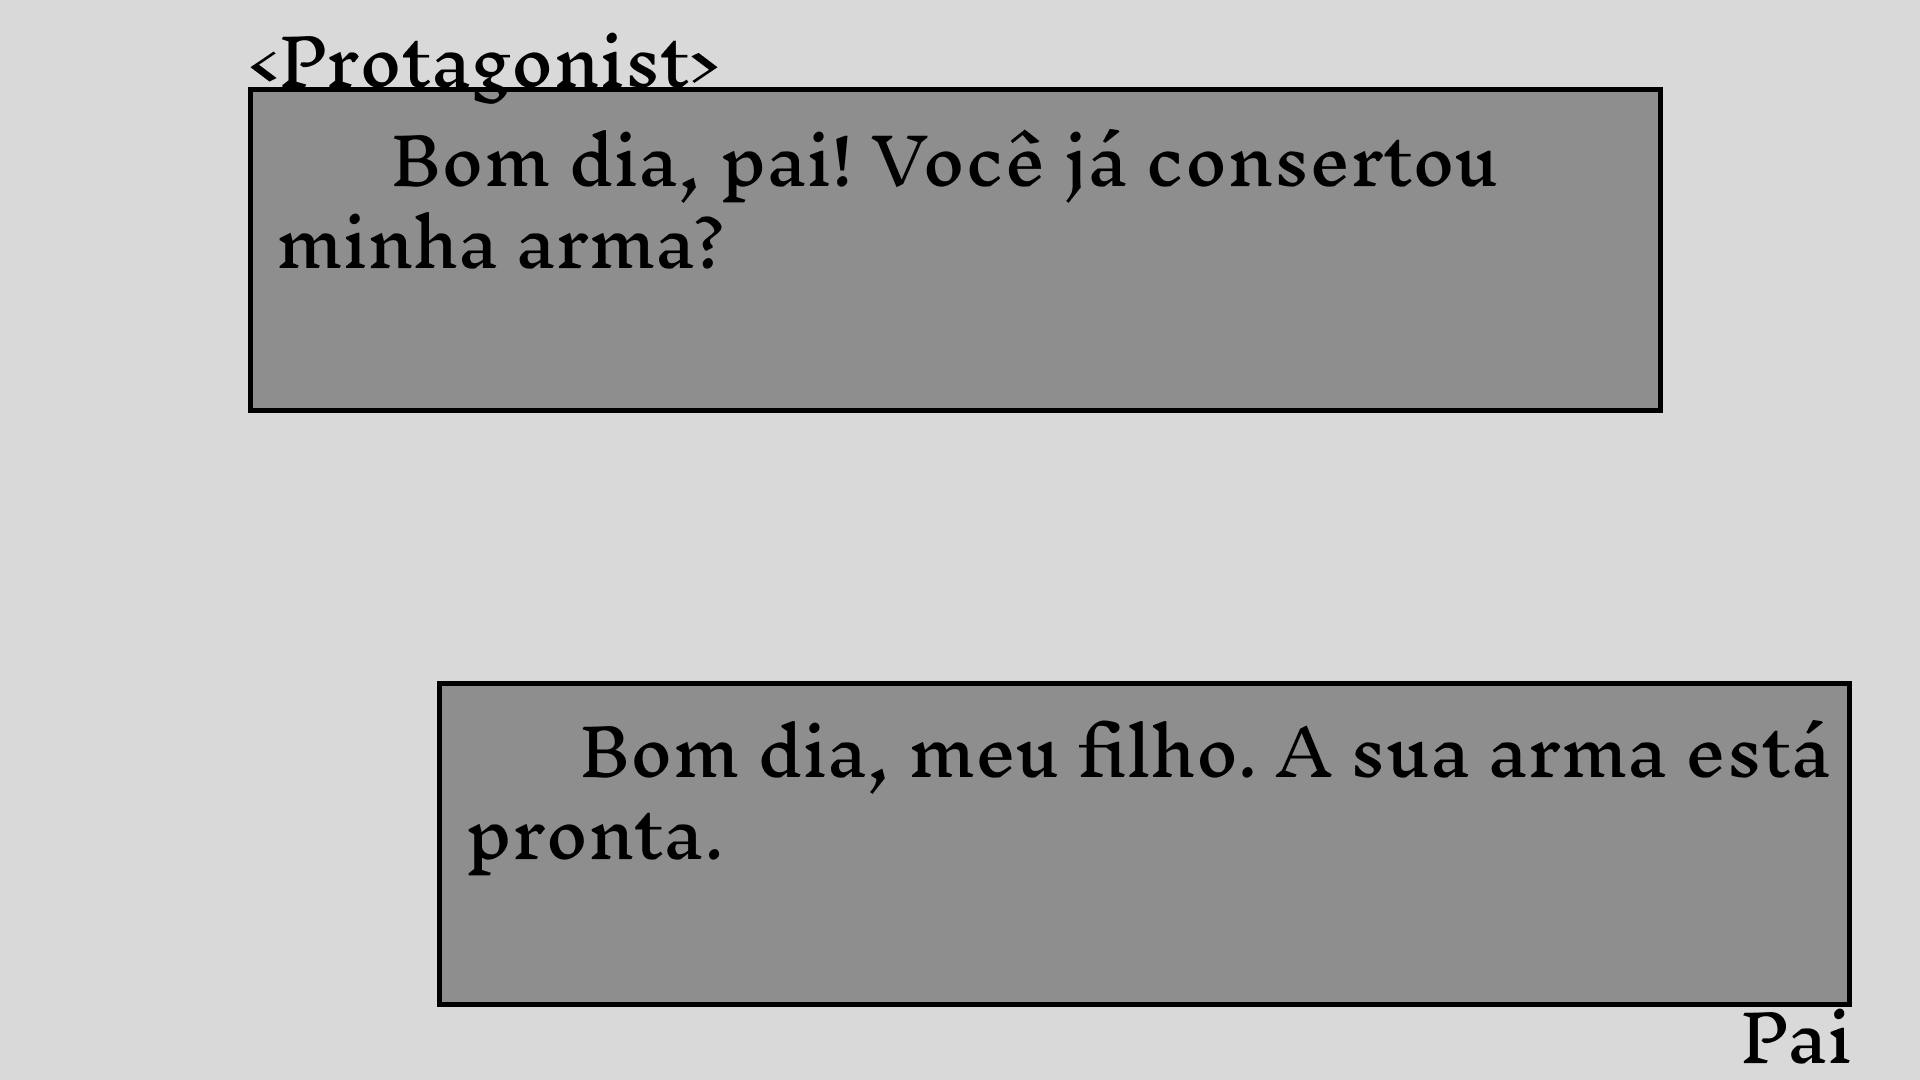 <Protagonist>
Bom dia, pai! Você já consertou
minha arma?
Bom dia, meu filho. A sua arma está
pronta.
Pai